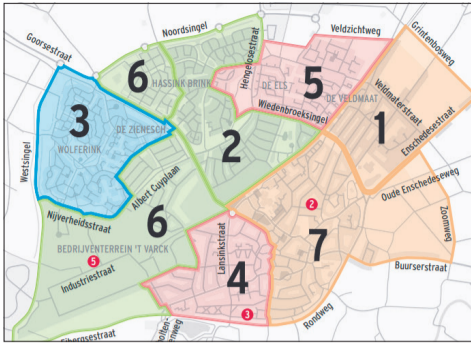 Goorsestraat
Noordsingel
Hengelosestraat
Veldzichtweg
Grintenbosweg
6
HASSINK BRINK
DE ELS
5
DE VELDMAAT
Veldmaterstraat
Enschedesestraat
3
DE ZIENESCH
WOLFERINK
2
Wiedenbroeksingel
1
Westsingel
Albert Cuyplaan
Oude Enschedeseweg
Nijverheidsstraat
6
2
Zoomweg
BEDRIJVENTERREIN 'T VARCK
5
Industriestraat
Lansinkstraat
4
7
Buurserstraat
3
Rondweg